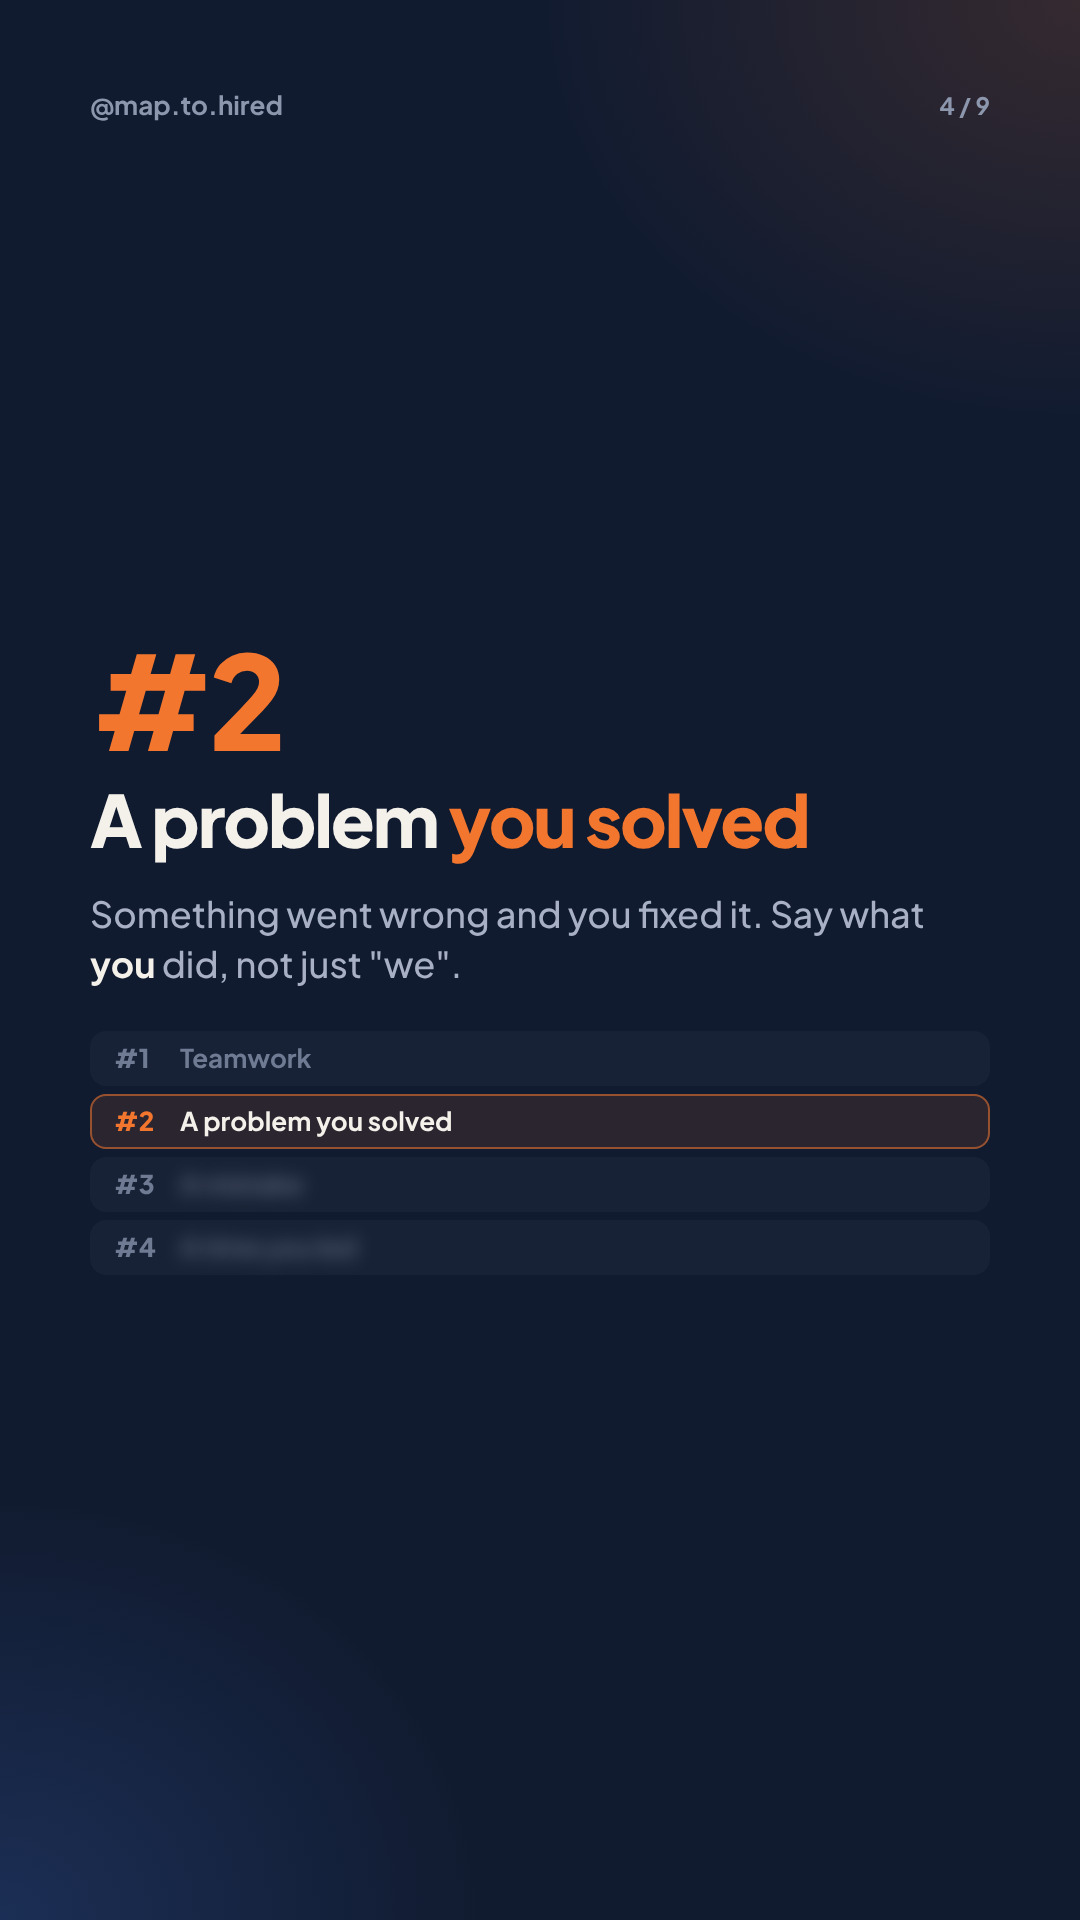 @map.to.hired
4 / 9
#2
A problem you solved
Something went wrong and you fixed it. Say what
you did, not just "we".
#1 Teamwork
#2 A problem you solved
#3
#4